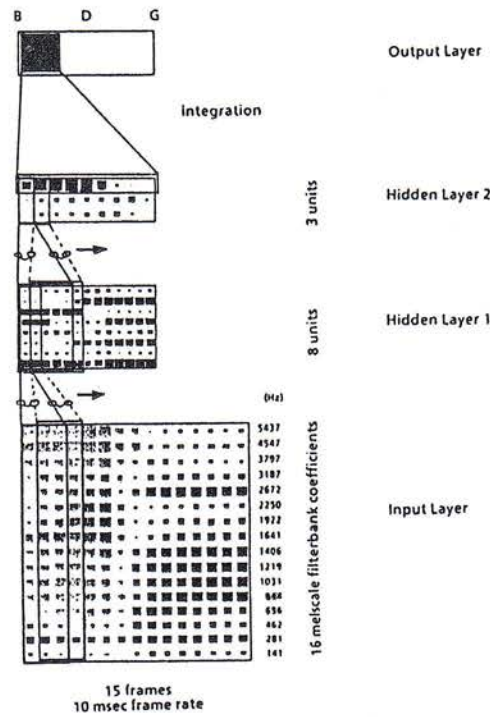 B D G
Output Layer
Integration
3 units
Hidden Layer 2
8 units
Hidden Layer 1
(Hz)
5437
4547
3797
3187
2672
2250
1922
1641
1406
1219
1031
844
656
462
281
141
16 melscale filterbank coefficients
Input Layer
15 frames
10 msec frame rate